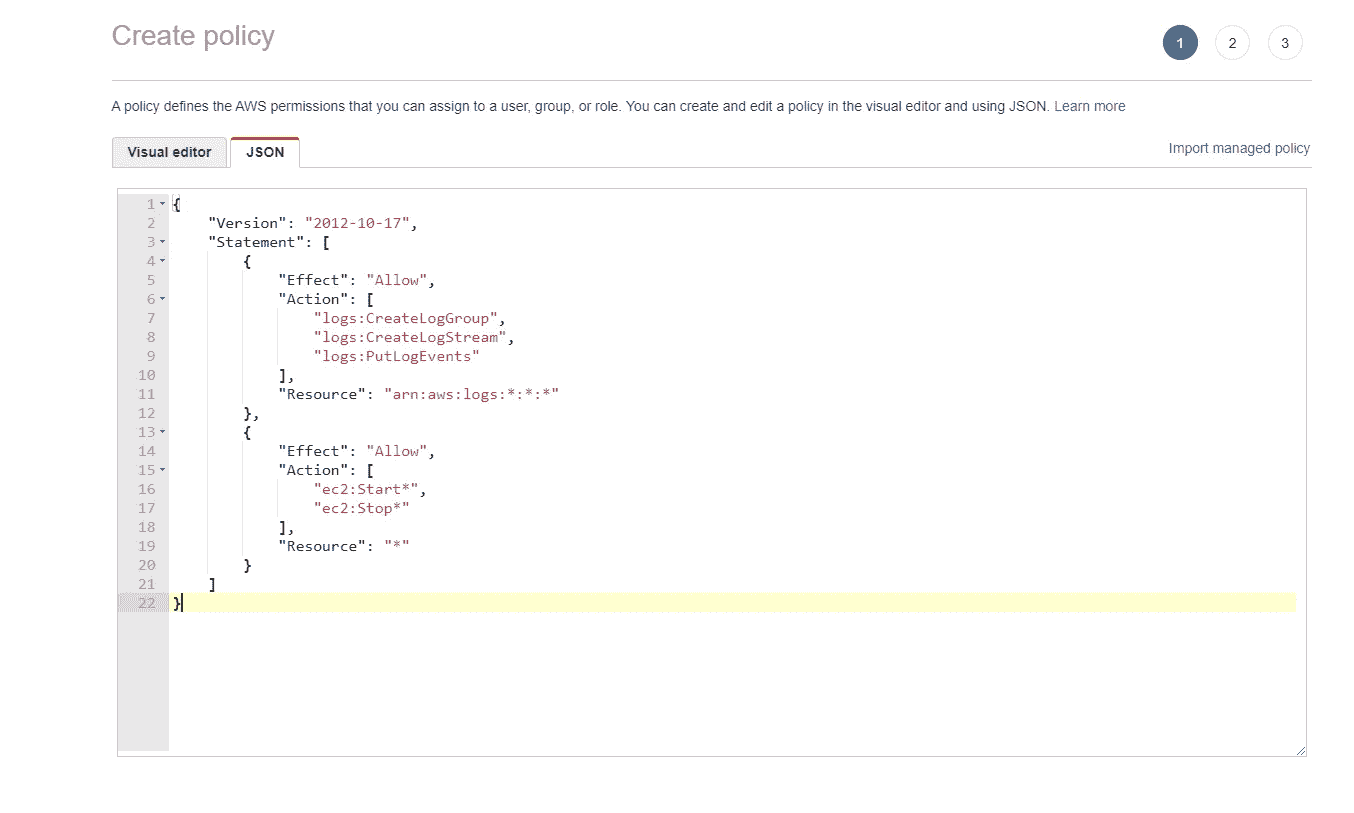 Create policy
1 2 3
A policy defines the AWS permissions that you can assign to a user, group, or role. You can create and edit a policy in the visual editor and using JSON. Learn more
Visual editor JSON Import managed policy
1 {
2     "Version": "2012-10-17",
3     "Statement": [
4         {
5             "Effect": "Allow",
6             "Action": [
7                 "logs:CreateLogGroup",
8                 "logs:CreateLogStream",
9                 "logs:PutLogEvents"
10             ],
11             "Resource": "arn:aws:logs:*:*:*"
12         },
13         {
14             "Effect": "Allow",
15             "Action": [
16                 "ec2:Start*",
17                 "ec2:Stop*"
18             ],
19             "Resource": "*"
20         }
21     ]
22 }